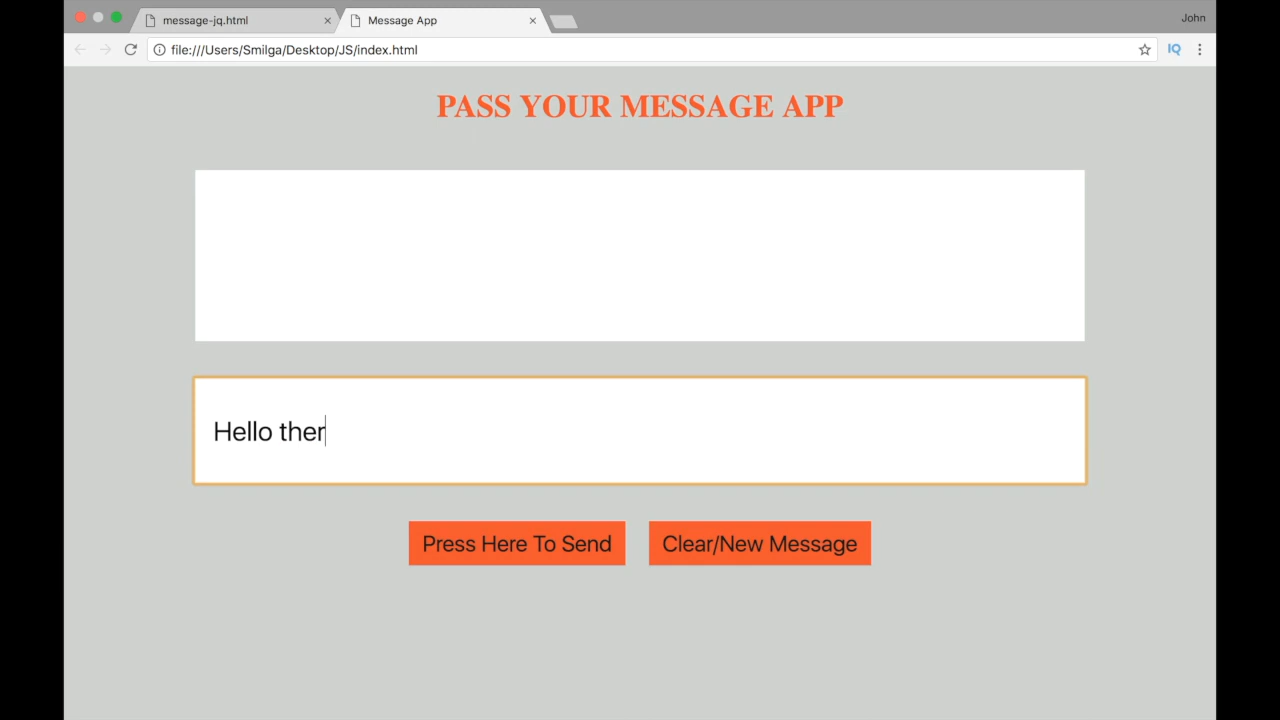 message-jq.html
Message App
John
file:///Users/Smilga/Desktop/JS/index.html
IQ
PASS YOUR MESSAGE APP
Hello ther
Press Here To Send
Clear/New Message